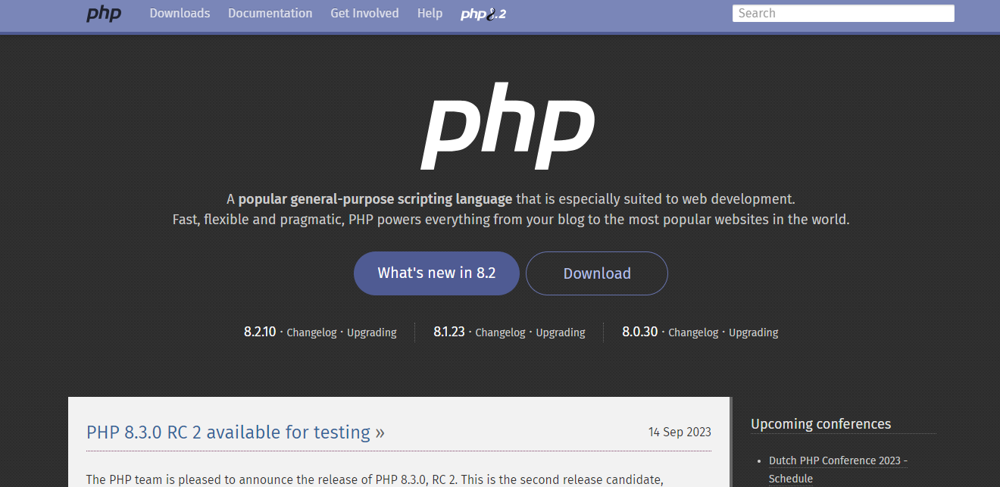 php Downloads Documentation Get Involved Help php8.2 Search
php
A popular general-purpose scripting language that is especially suited to web development.
Fast, flexible and pragmatic, PHP powers everything from your blog to the most popular websites in the world.
What's new in 8.2 Download
8.2.10 · Changelog · Upgrading 8.1.23 · Changelog · Upgrading 8.0.30 · Changelog · Upgrading
PHP 8.3.0 RC 2 available for testing » 14 Sep 2023
The PHP team is pleased to announce the release of PHP 8.3.0, RC 2. This is the second release candidate,
Upcoming conferences
• Dutch PHP Conference 2023 -
Schedule